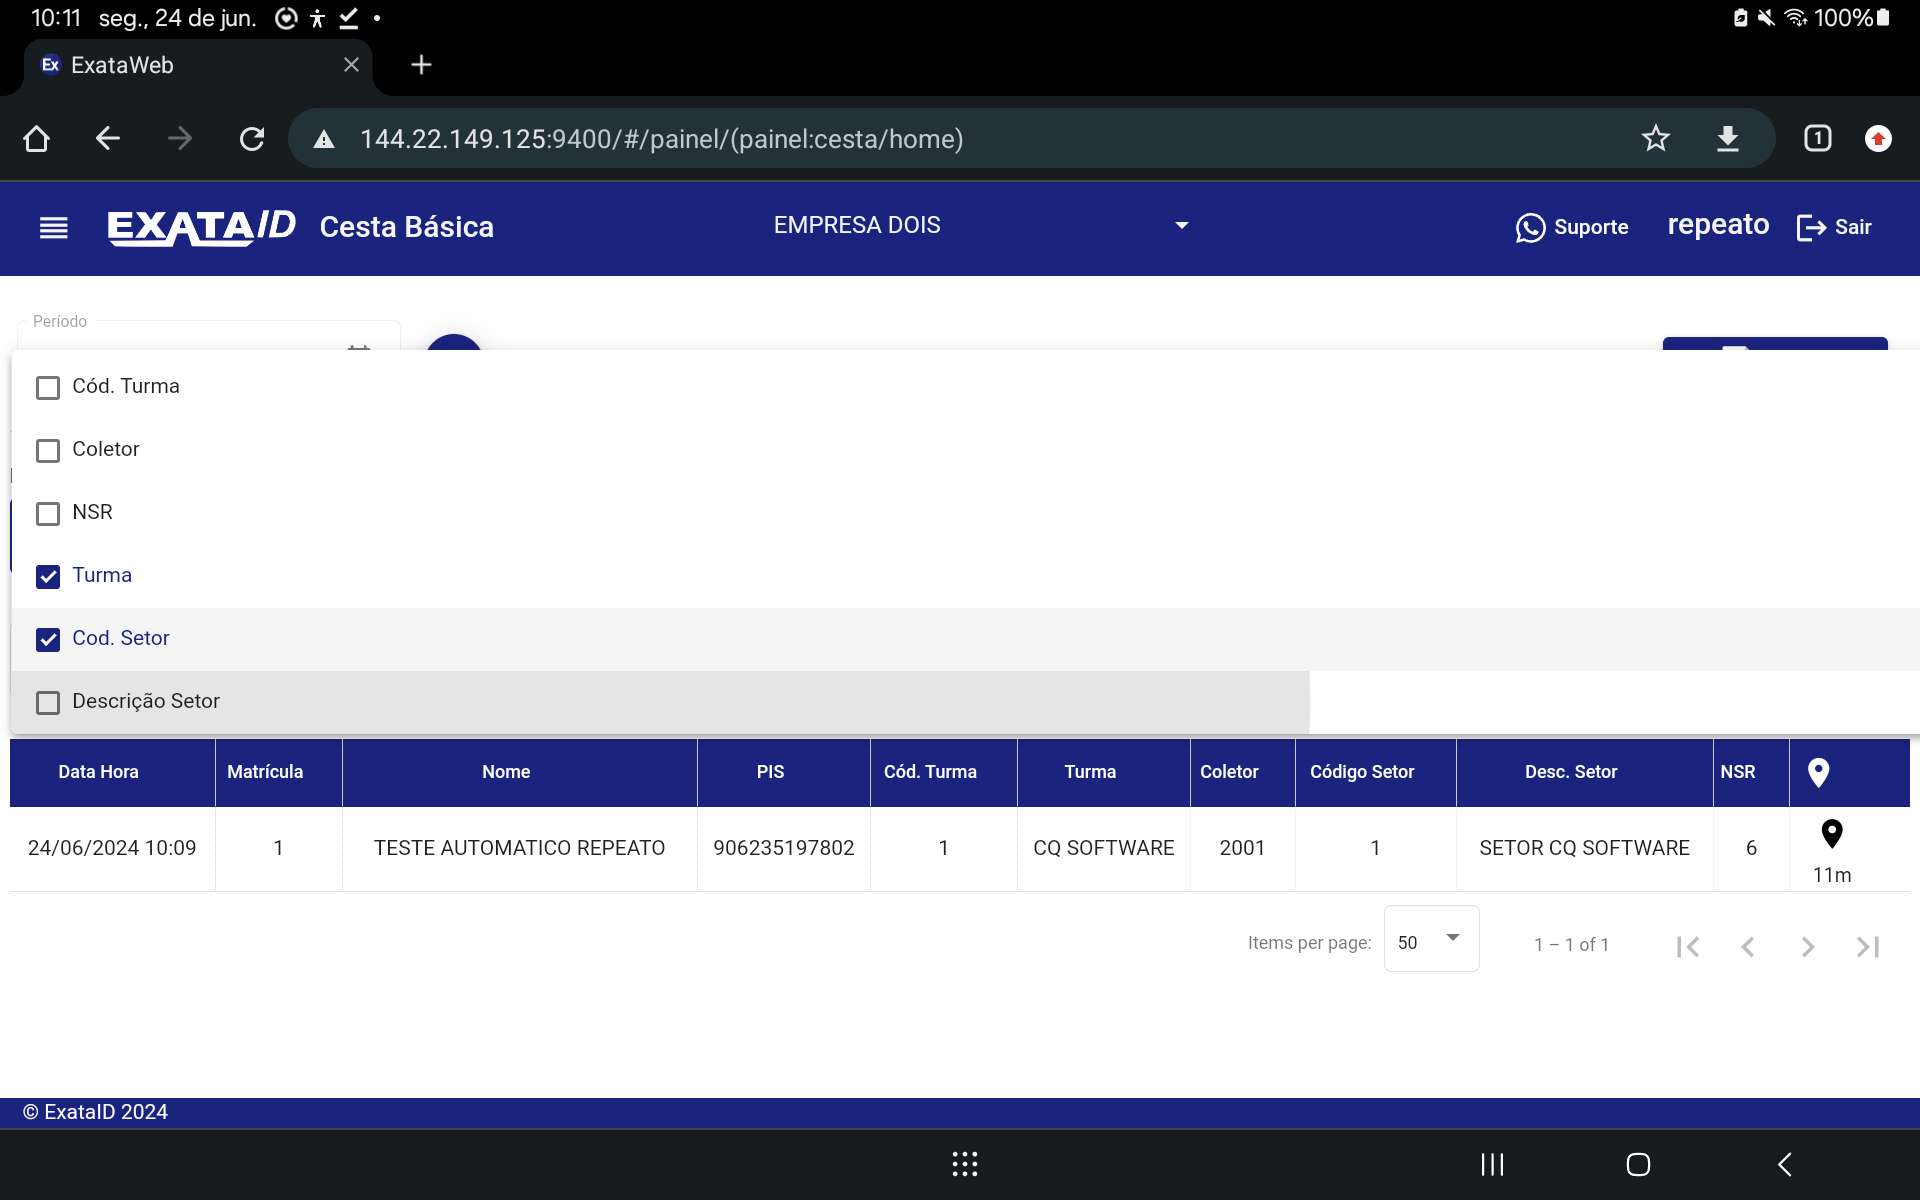 10:11 seg., 24 de jun. 100%
Ex ExataWeb
144.22.149.125:9400/#/painel/(painel:cesta/home) 1
EXATAID Cesta Básica EMPRESA DOIS Suporte repeato Sair
Período
Cód. Turma
Coletor
NSR
Turma
Cod. Setor
Descrição Setor
Data Hora Matrícula Nome PIS Cód. Turma Turma Coletor Código Setor Desc. Setor NSR
24/06/2024 10:09 1 TESTE AUTOMATICO REPEATO 906235197802 1 CQ SOFTWARE 2001 1 SETOR CQ SOFTWARE 6 11m
Items per page: 50 1 – 1 of 1
© ExataID 2024